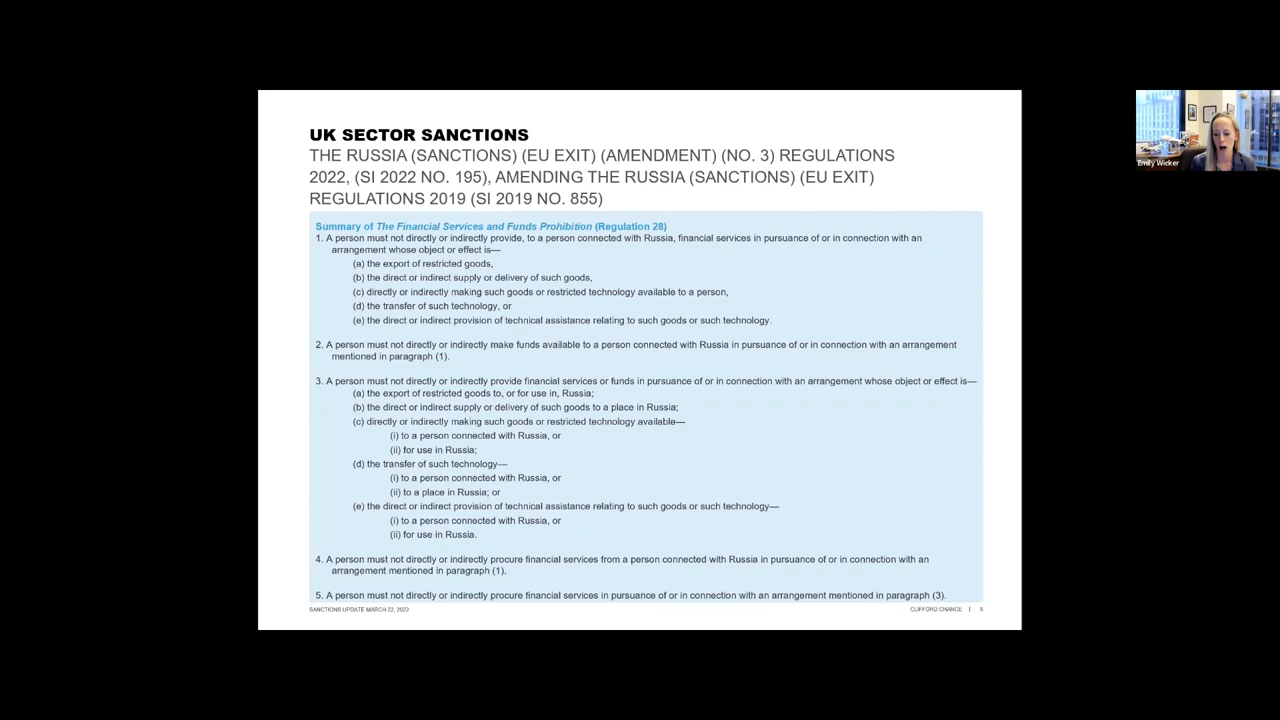 UK SECTOR SANCTIONS
THE RUSSIA (SANCTIONS) (EU EXIT) (AMENDMENT) (NO. 3) REGULATIONS
2022, (SI 2022 NO. 195), AMENDING THE RUSSIA (SANCTIONS) (EU EXIT)
REGULATIONS 2019 (SI 2019 NO. 855)
Summary of The Financial Services and Funds Prohibition (Regulation 28)
1. A person must not directly or indirectly provide, to a person connected with Russia, financial services in pursuance of or in connection with an
arrangement whose object or effect is—
(a) the export of restricted goods,
(b) the direct or indirect supply or delivery of such goods,
(c) directly or indirectly making such goods or restricted technology available to a person,
(d) the transfer of such technology, or
(e) the direct or indirect provision of technical assistance relating to such goods or such technology.
2. A person must not directly or indirectly make funds available to a person connected with Russia in pursuance of or in connection with an arrangement
mentioned in paragraph (1).
3. A person must not directly or indirectly provide financial services or funds in pursuance of or in connection with an arrangement whose object or effect is—
(a) the export of restricted goods to, or for use in, Russia;
(b) the direct or indirect supply or delivery of such goods to a place in Russia;
(c) directly or indirectly making such goods or restricted technology available—
(i) to a person connected with Russia, or
(ii) for use in Russia;
(d) the transfer of such technology—
(i) to a person connected with Russia, or
(ii) to a place in Russia; or
(e) the direct or indirect provision of technical assistance relating to such goods or such technology—
(i) to a person connected with Russia, or
(ii) for use in Russia.
4. A person must not directly or indirectly procure financial services from a person connected with Russia in pursuance of or in connection with an
arrangement mentioned in paragraph (1).
5. A person must not directly or indirectly procure financial services in pursuance of or in connection with an arrangement mentioned in paragraph (3).
SANCTIONS UPDATE MARCH 22, 2022
CLIFFORD CHANCE | 5
Emily Wicker